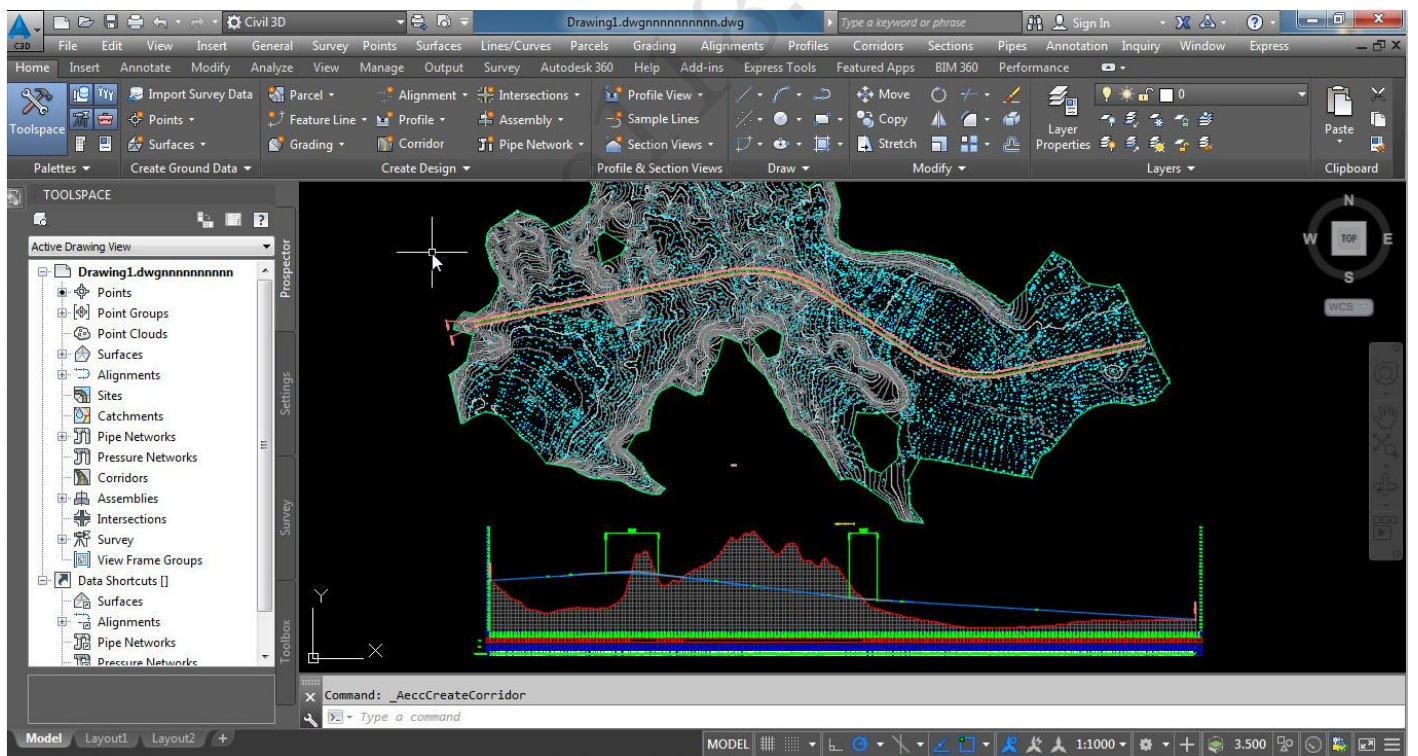 Civil 3D Drawing1.dwgnnnnnnnnnn.dwg Type a keyword or phrase Sign In
C3D File Edit View Insert General Survey Points Surfaces Lines/Curves Parcels Grading Alignments Profiles Corridors Sections Pipes Annotation Inquiry Window Express
Home Insert Annotate Modify Analyze View Manage Output Survey Autodesk 360 Help Add-ins Express Tools Featured Apps BIM 360 Performance
Import Survey Data Parcel Alignment Intersections Profile View Move 0
Toolspace Points Feature Line Profile Assembly Sample Lines Copy Layer Properties Paste
Surfaces Grading Corridor Pipe Network Section Views Stretch
Palettes Create Ground Data Create Design Profile & Section Views Draw Modify Layers Clipboard
TOOLSPACE
Active Drawing View
Drawing1.dwgnnnnnnnnnn
Points
Point Groups
Point Clouds
Surfaces
Alignments
Sites
Catchments
Pipe Networks
Pressure Networks
Corridors
Assemblies
Intersections
Survey
View Frame Groups
Data Shortcuts []
Surfaces
Alignments
Pipe Networks
Pressure Networks
Prospector
Settings
Survey
Toolbox
N
W TOP E
S
WCS
Y
X
Command: _AeccCreateCorridor
Type a command
Model Layout1 Layout2 + MODEL 1:1000 3.500